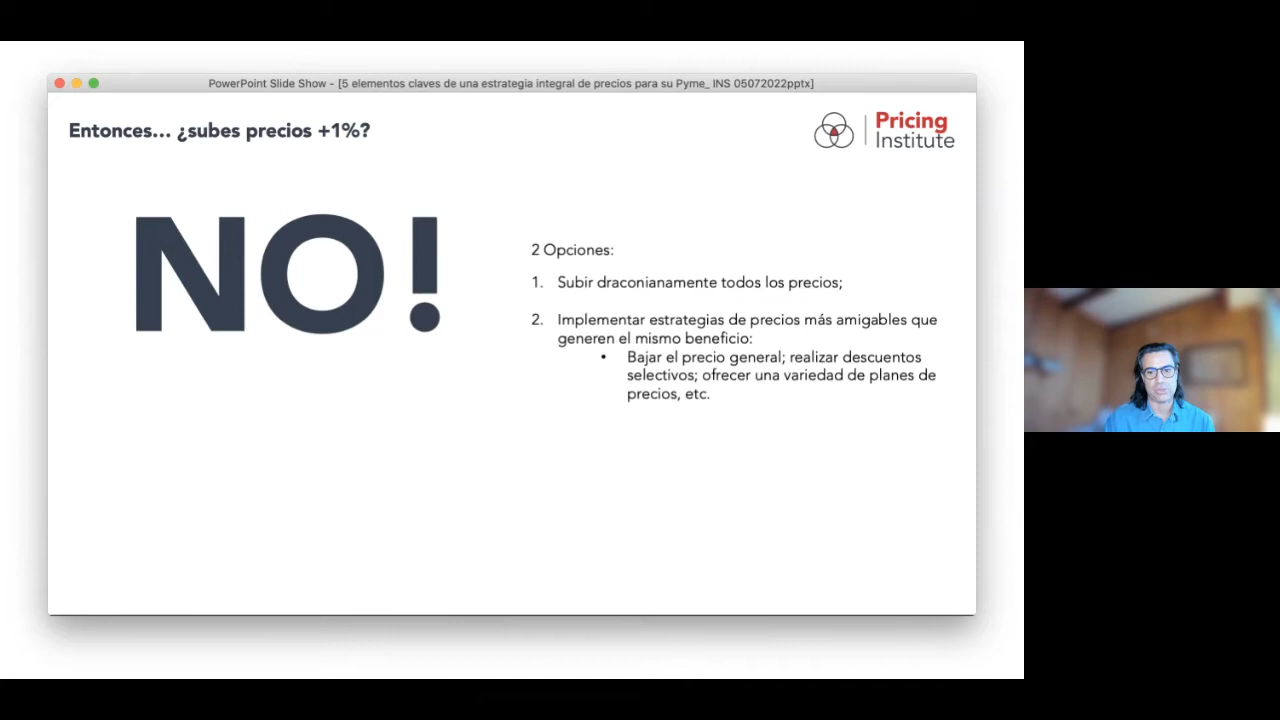 PowerPoint Slide Show - [5 elementos claves de una estrategia integral de precios para su Pyme_ INS 05072022pptx]
Entonces... ¿subes precios +1%?
Pricing
Institute
NO!
2 Opciones:
1. Subir draconianamente todos los precios;
2. Implementar estrategias de precios más amigables que
generen el mismo beneficio:
• Bajar el precio general; realizar descuentos
selectivos; ofrecer una variedad de planes de
precios, etc.